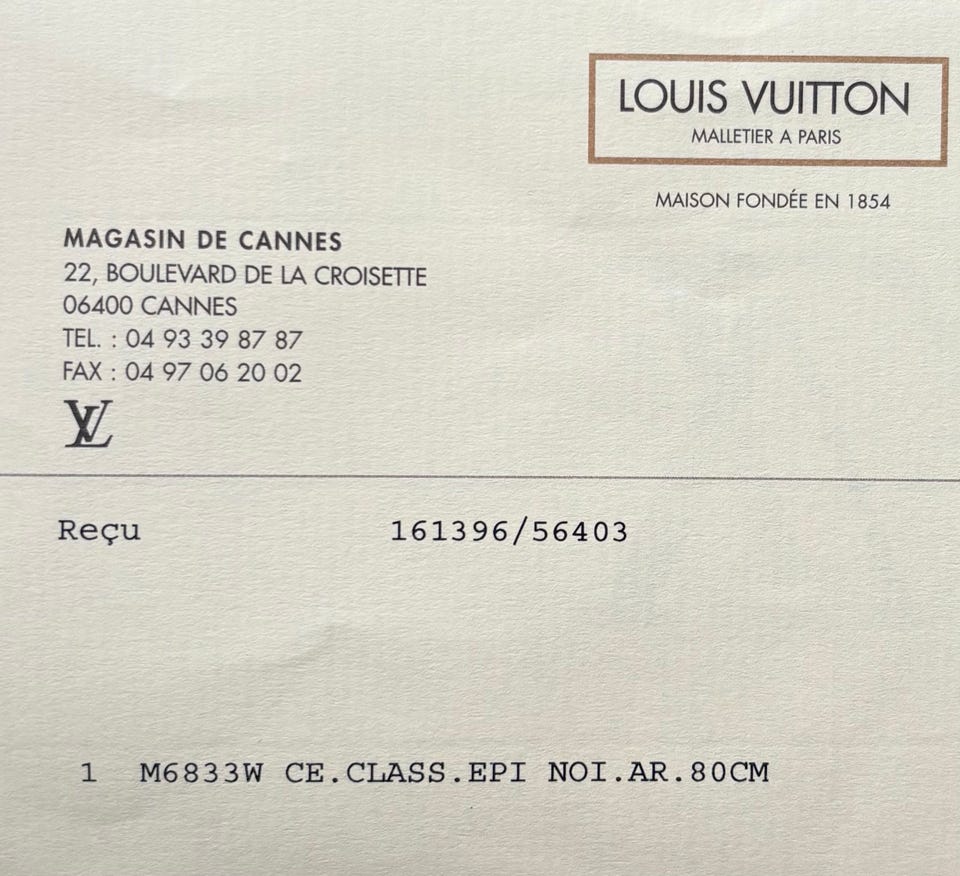 LOUIS VUITTON
MALLETIER A PARIS
MAISON FONDÉE EN 1854
MAGASIN DE CANNES
22, BOULEVARD DE LA CROISETTE
06400 CANNES
TEL. : 04 93 39 87 87
FAX : 04 97 06 20 02
LV
Reçu 161396/56403
1 M6833W CE.CLASS.EPI NOI.AR.80CM